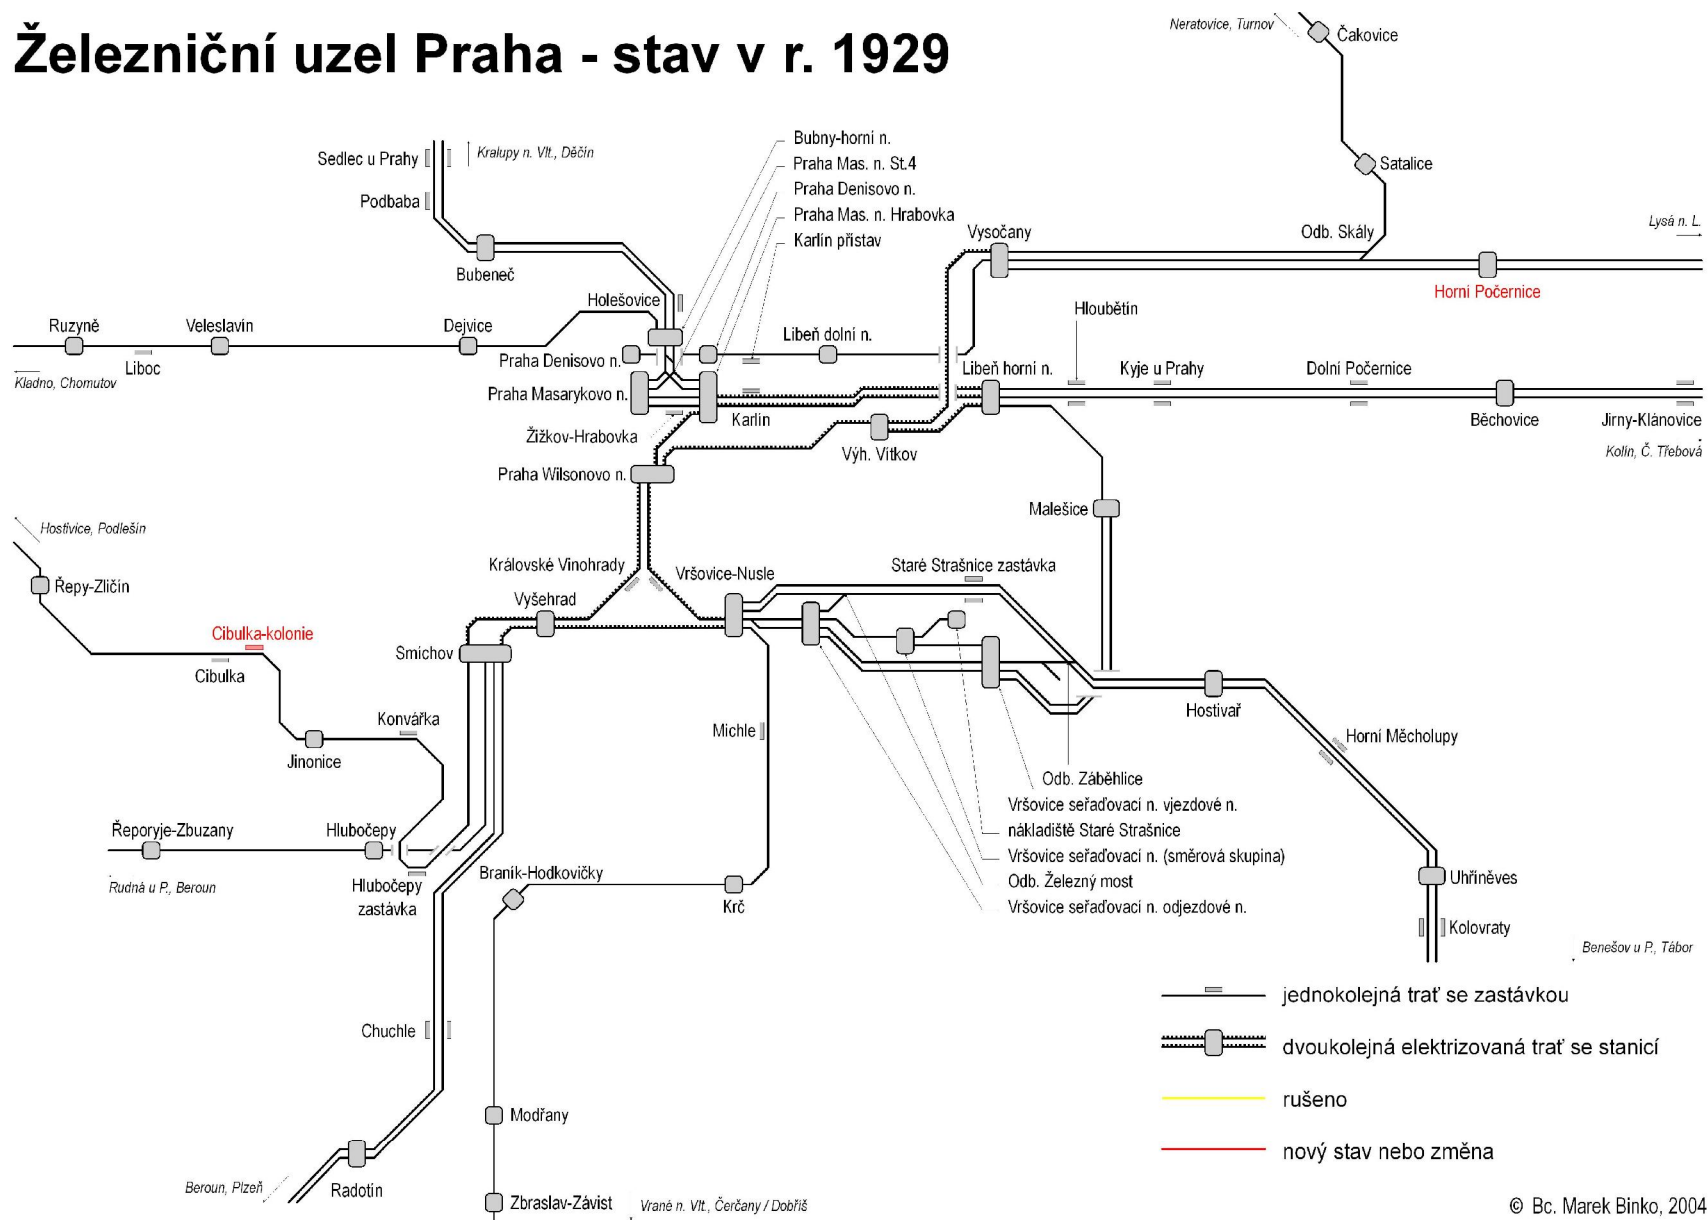 Železniční uzel Praha - stav v r. 1929
Neratovice, Turnov
Čakovice
Bubny-horní n.
Praha Mas. n. St.4
Praha Denisovo n.
Praha Mas. n. Hrabovka
Karlín přístav
Sedlec u Prahy
Kralupy n. Vlt., Děčín
Podbaba
Satalice
Bubeneč
Vysočany
Odb. Skály
Lysá n. L.
Holešovice
Horní Počernice
Ruzyně
Veleslavín
Dejvice
Libeň dolní n.
Hloubětín
Liboc
Kladno, Chomutov
Praha Denisovo n.
Libeň horní n.
Kyje u Prahy
Dolní Počernice
Praha Masarykovo n.
Karlín
Běchovice
Jirny-Klánovice
Žižkov-Hrabovka
Výh. Vítkov
Kolín, Č. Třebová
Praha Wilsonovo n.
Malešice
Hostivice, Podlešín
Řepy-Zličín
Královské Vinohrady
Vršovice-Nusle
Staré Strašnice zastávka
Vyšehrad
Cibulka-kolonie
Smíchov
Cibulka
Hostivař
Konvářka
Michle
Horní Měcholupy
Jinonice
Odb. Záběhlice
Vršovice seřaďovací n. vjezdové n.
nákladiště Staré Strašnice
Vršovice seřaďovací n. (směrová skupina)
Odb. Železný most
Vršovice seřaďovací n. odjezdové n.
Řeporyje-Zbuzany
Hlubočepy
Rudná u P., Beroun
Hlubočepy
zastávka
Braník-Hodkovičky
Krč
Uhříněves
Kolovraty
Benešov u P., Tábor
jednokolejná trať se zastávkou
Chuchle
dvoukolejná elektrizovaná trať se stanicí
rušeno
Modřany
nový stav nebo změna
Beroun, Plzeň
Radotín
Zbraslav-Závist
Vrané n. Vlt., Čerčany / Dobříš
© Bc. Marek Binko, 2004